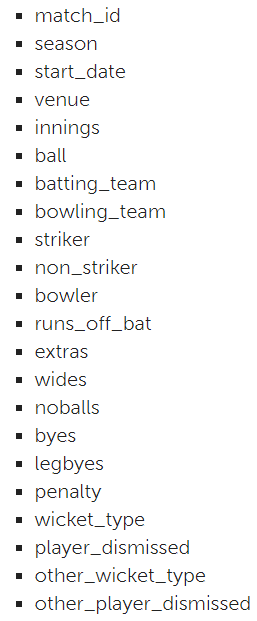 match_id
season
start_date
venue
innings
ball
batting_team
bowling_team
striker
non_striker
bowler
runs_off_bat
extras
wides
noballs
byes
legbyes
penalty
wicket_type
player_dismissed
other_wicket_type
other_player_dismissed